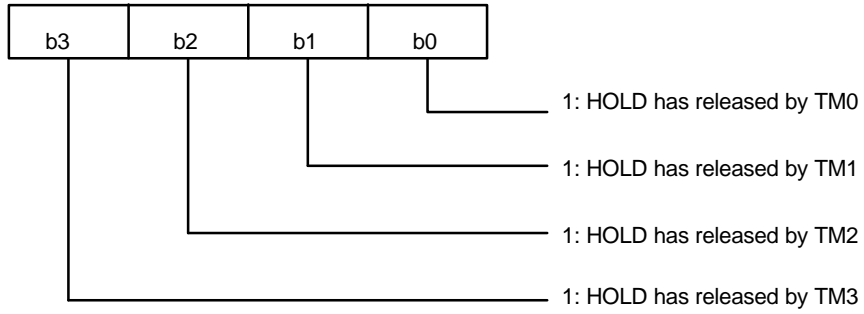 b3 b2 b1 b0
1: HOLD has released by TM0
1: HOLD has released by TM1
1: HOLD has released by TM2
1: HOLD has released by TM3